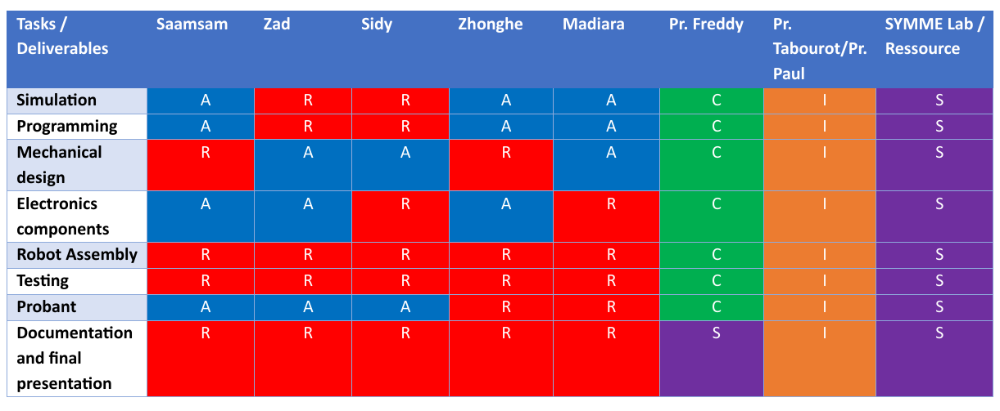 Tasks / Deliverables Saamsam Zad Sidy Zhonghe Madiara Pr. Freddy Pr. Tabourot/Pr. Paul SYMME Lab / Ressource
Simulation A R R A A C I S
Programming A R R A A C I S
Mechanical design R A A R A C I S
Electronics components A A R A R C I S
Robot Assembly R R R R R C I S
Testing R R R R R C I S
Probant A A A R R C I S
Documentation and final presentation R R R R R S I S